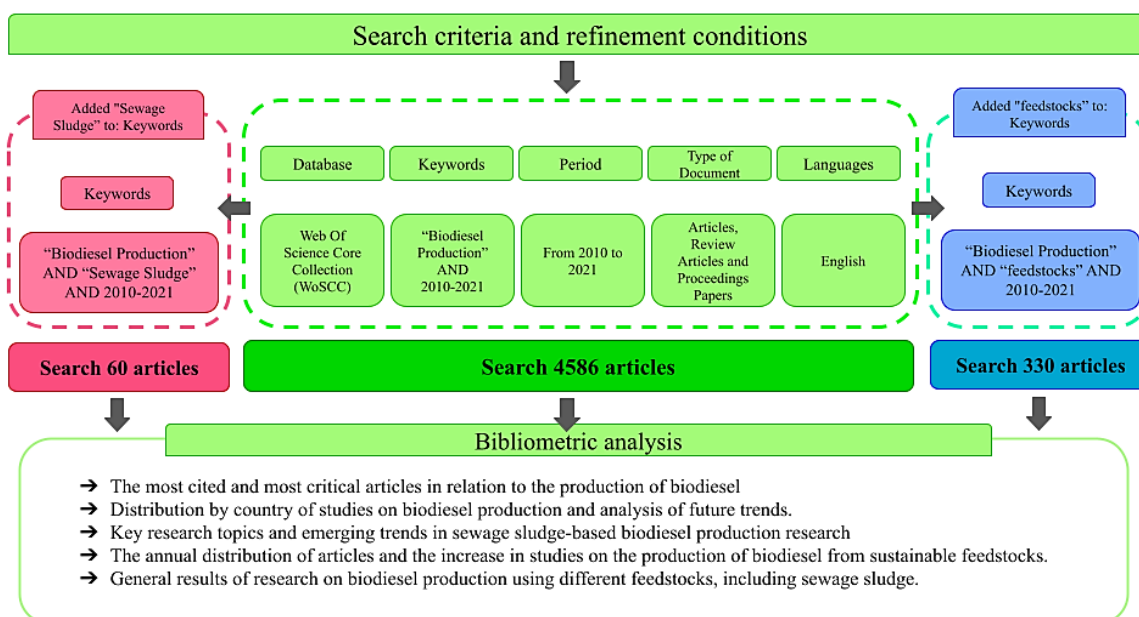 Search criteria and refinement conditions
Added "Sewage
Sludge” to: Keywords
Keywords
“Biodiesel Production”
AND “Sewage Sludge”
AND 2010-2021
Database
Keywords
Period
Type of
Document
Languages
Web Of
Science Core
Collection
(WoSCC)
“Biodiesel
Production”
AND
2010-2021
From 2010 to
2021
Articles,
Review
Articles and
Proceedings
Papers
English
Added "feedstocks” to:
Keywords
Keywords
“Biodiesel Production”
AND “feedstocks” AND
2010-2021
Search 60 articles
Search 4586 articles
Search 330 articles
Bibliometric analysis
➔ The most cited and most critical articles in relation to the production of biodiesel
➔ Distribution by country of studies on biodiesel production and analysis of future trends.
➔ Key research topics and emerging trends in sewage sludge-based biodiesel production research
➔ The annual distribution of articles and the increase in studies on the production of biodiesel from sustainable feedstocks.
➔ General results of research on biodiesel production using different feedstocks, including sewage sludge.